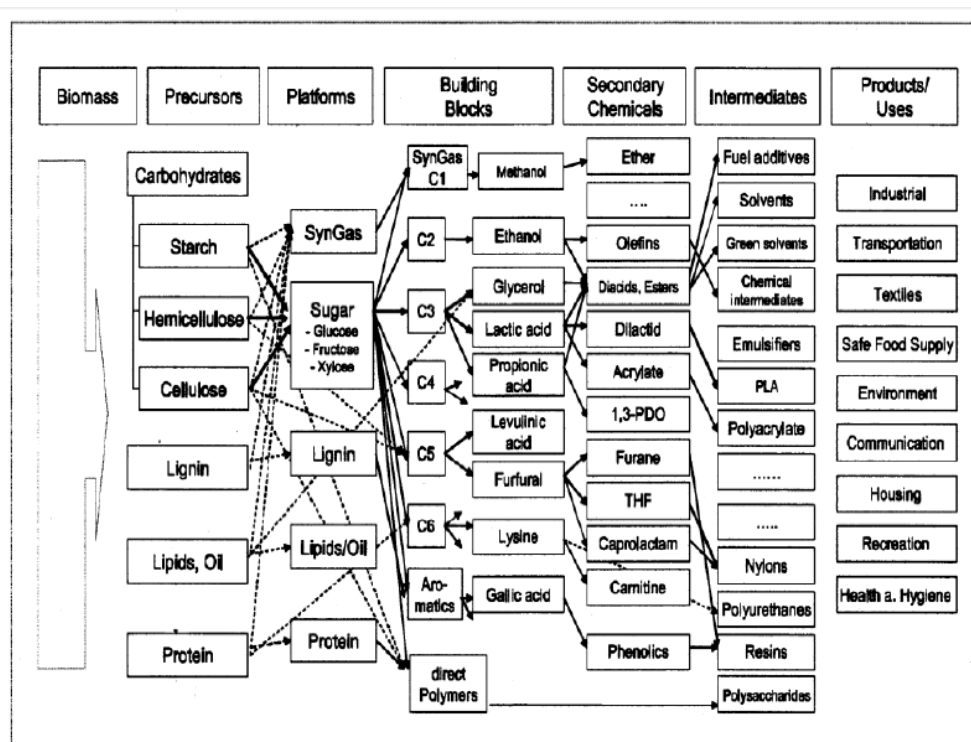 Biomass
Precursors
Platforms
Building
Blocks
Secondary
Chemicals
Intermediates
Products/
Uses
Carbohydrates
Starch
Hemicellulose
Cellulose
Lignin
Lipids, Oil
Protein
SynGas
Sugar
- Glucose
- Fructose
- Xylose
Lignin
Lipids/Oil
Protein
SynGas
C1
C2
C3
C4
C5
C6
Aro-
matics
direct
Polymers
Methanol
Ethanol
Glycerol
Lactic acid
Propionic
acid
Levulinic
acid
Furfural
Lysine
Gallic acid
Ether
....
Olefins
Diacids, Esters
Dilactid
Acrylate
1,3-PDO
Furane
THF
Caprolactam
Carnitine
Phenolics
Fuel additives
Solvents
Green solvents
Chemical
intermediates
Emulsifiers
PLA
Polyacrylate
......
.....
Nylons
Polyurethanes
Resins
Polysaccharides
Industrial
Transportation
Textiles
Safe Food Supply
Environment
Communication
Housing
Recreation
Health a. Hygiene